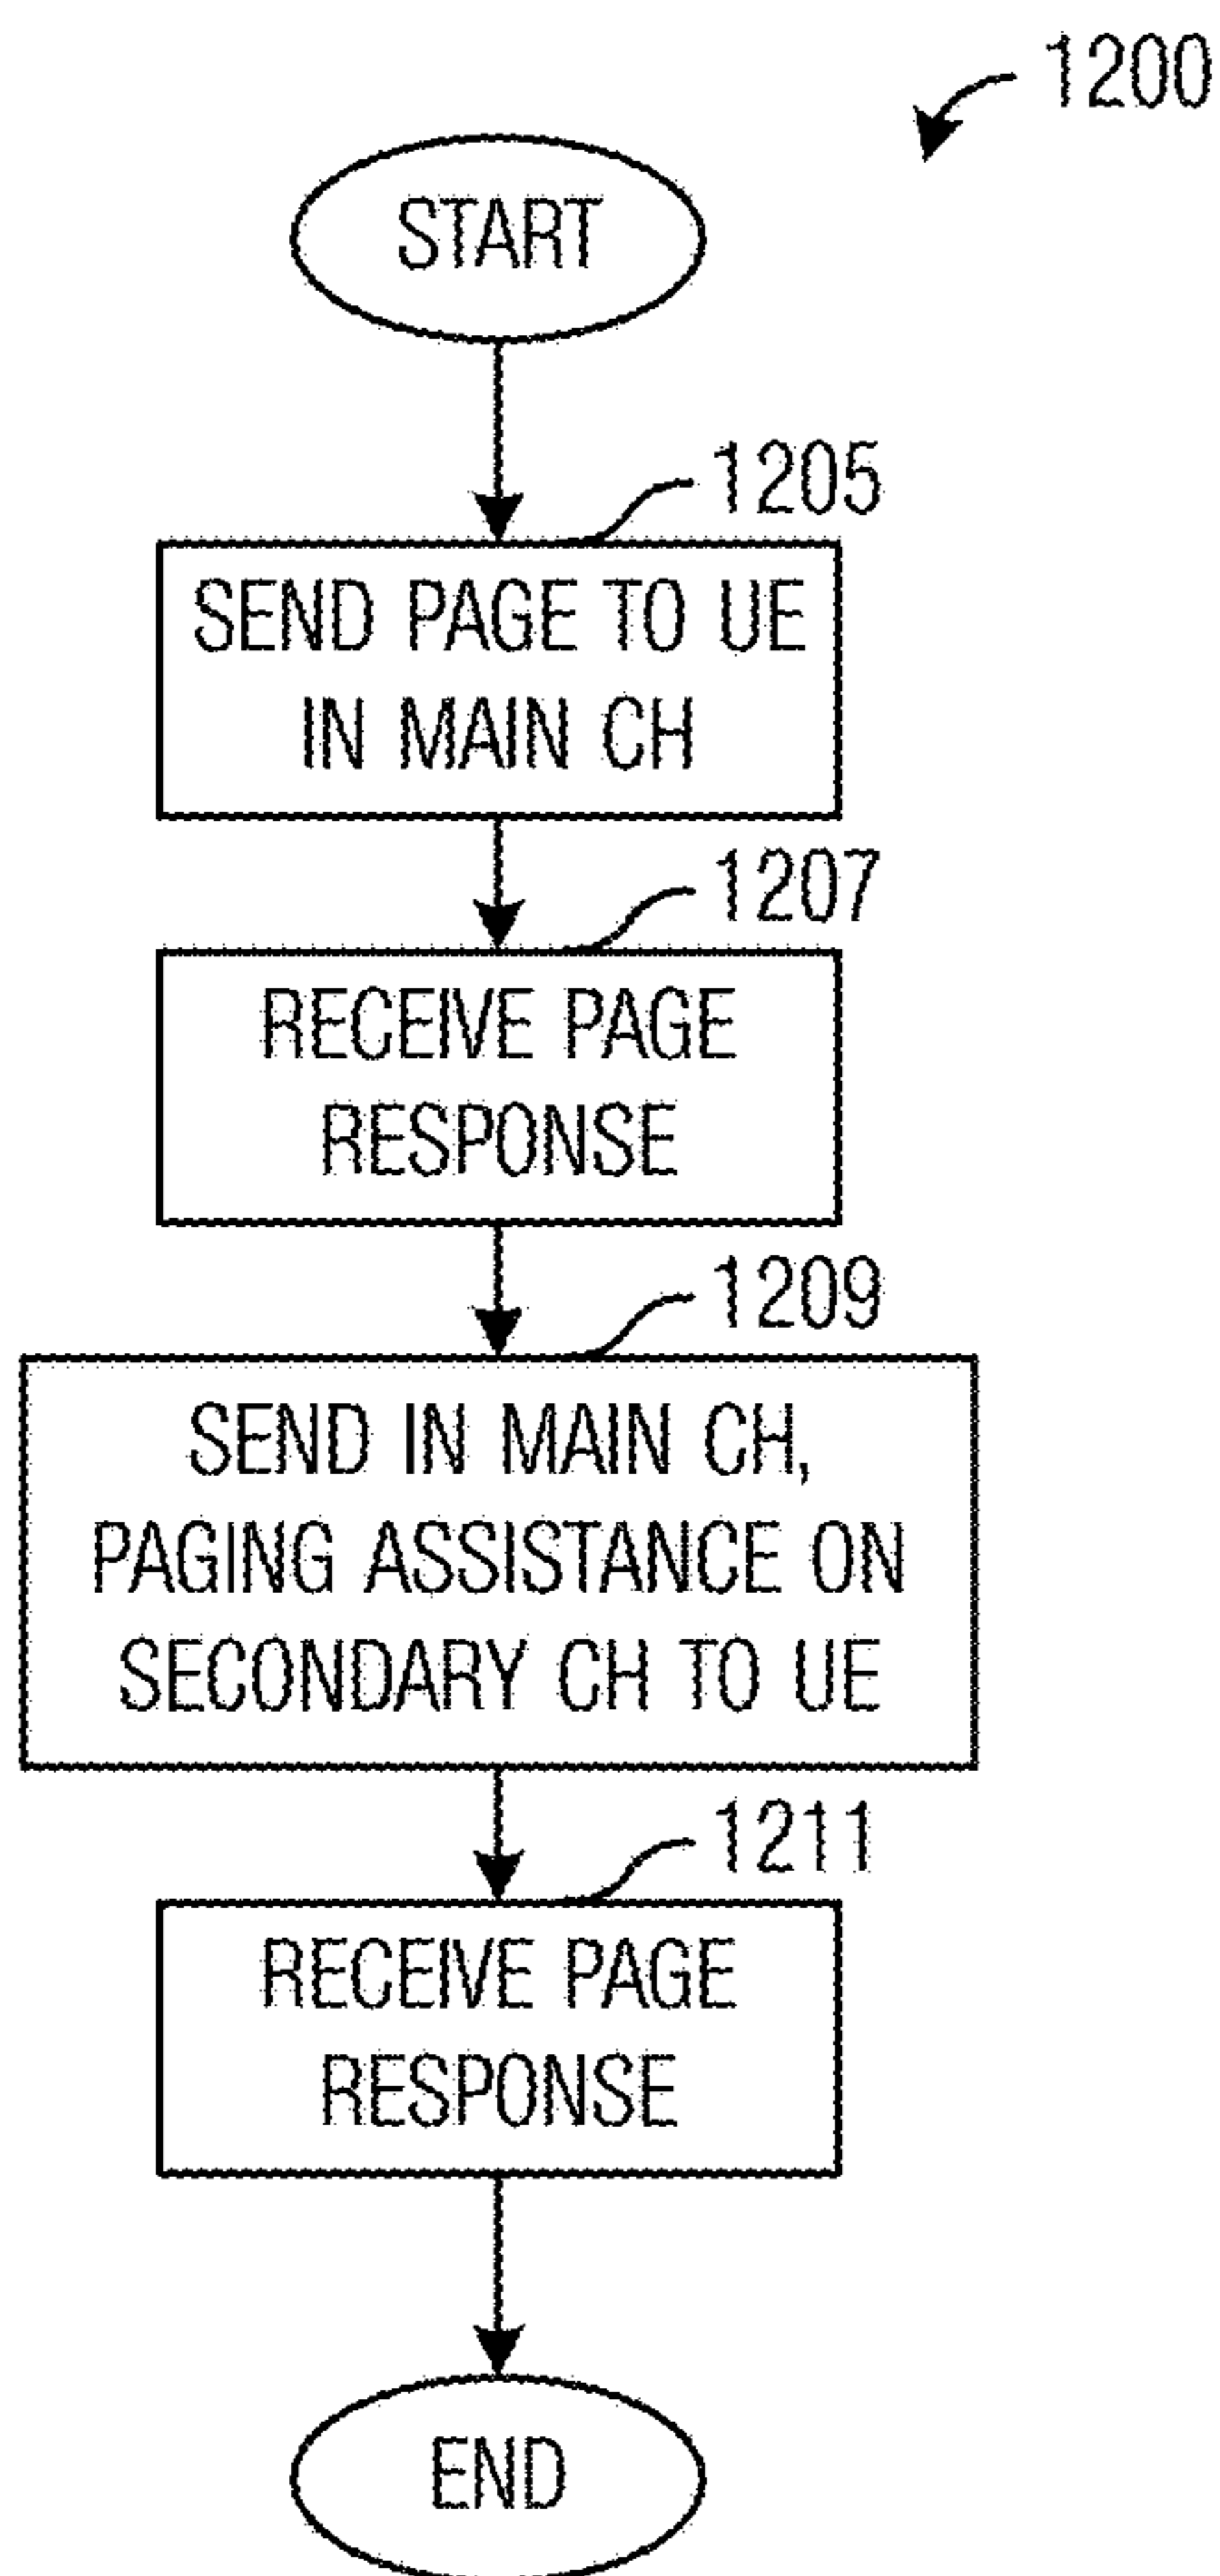 1200
START
1205
SEND PAGE TO UE
IN MAIN CH
1207
RECEIVE PAGE
RESPONSE
1209
SEND IN MAIN CH,
PAGING ASSISTANCE ON
SECONDARY CH TO UE
1211
RECEIVE PAGE
RESPONSE
END